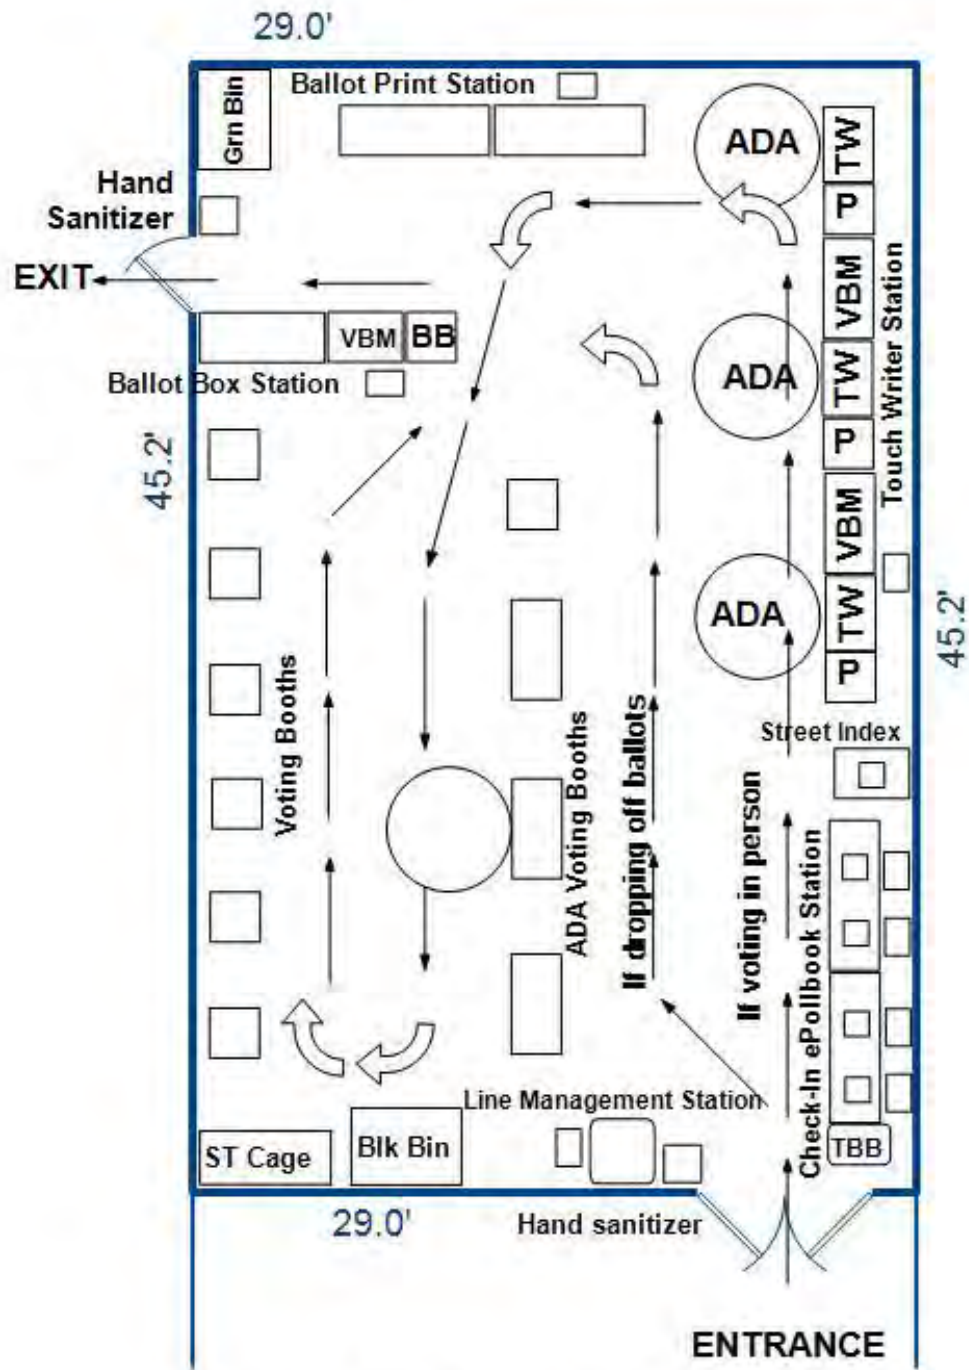 29.0'
Grn Bin
Ballot Print Station
ADA
TW
P
Hand
Sanitizer
EXIT
VBM
Touch Writer Station
VBM
BB
Ballot Box Station
ADA
TW
P
45.2'
VBM
ADA
TW
P
45.2'
Voting Booths
ADA Voting Booths
If dropping off ballots
If voting in person
Street Index
Check-In ePollbook Station
Line Management Station
TBB
ST Cage
Blk Bin
29.0'
Hand sanitizer
ENTRANCE